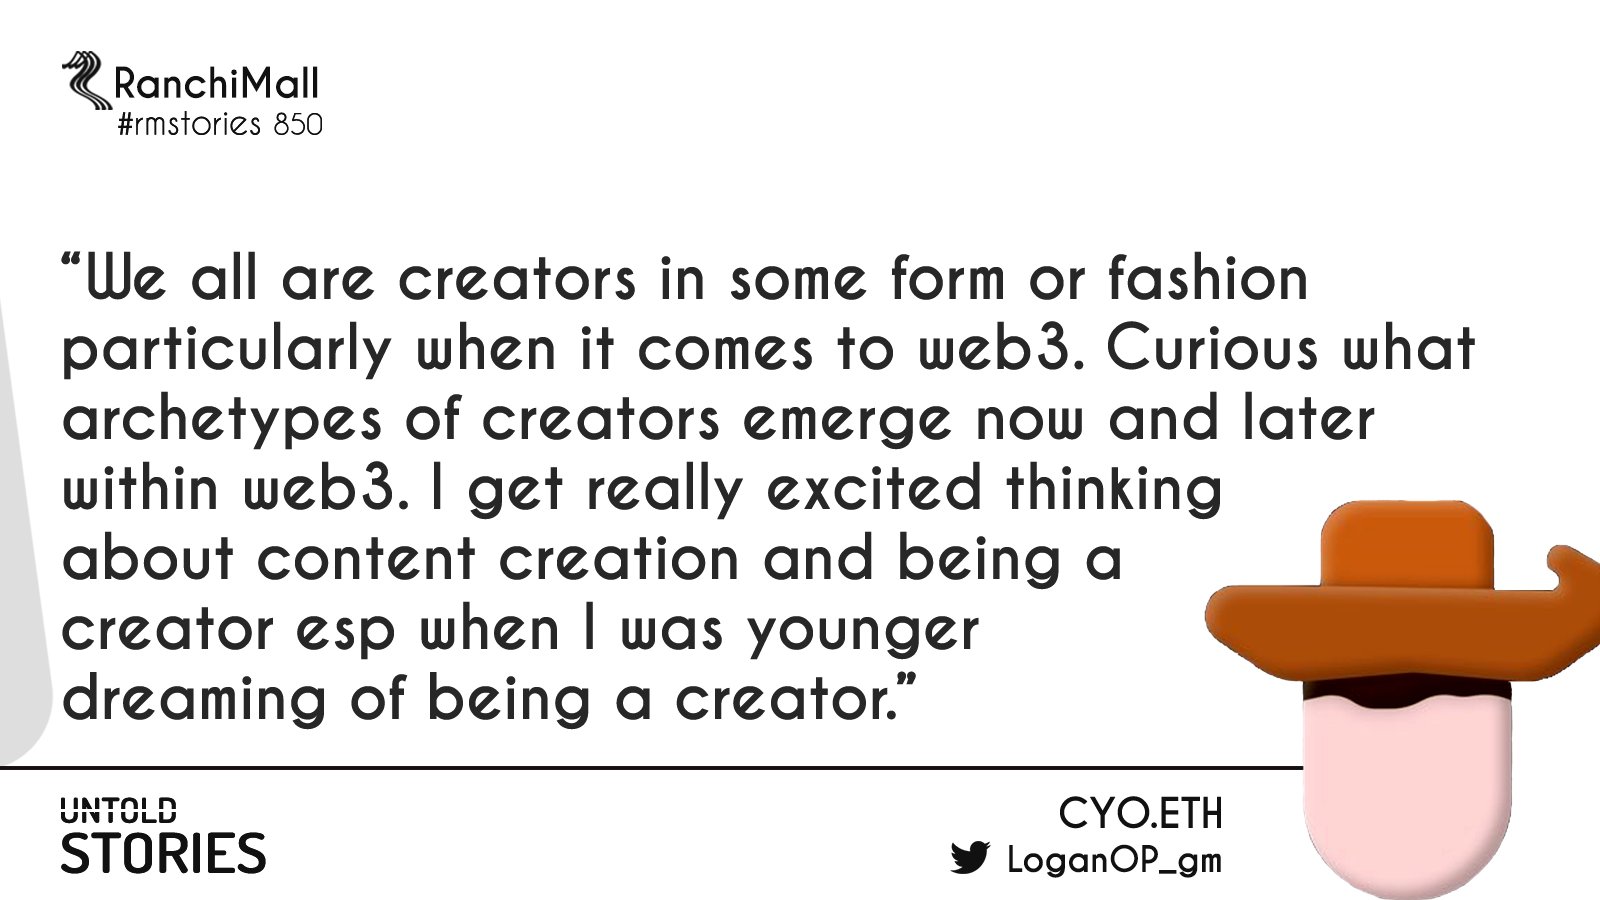 RanchiMall
#rmstories 850
“We all are creators in some form or fashion
particularly when it comes to web3. Curious what
archetypes of creators emerge now and later
within web3. I get really excited thinking
about content creation and being a
creator esp when I was younger
dreaming of being a creator.”
UNTOLD
STORIES
CYO.ETH
LoganOP_gm